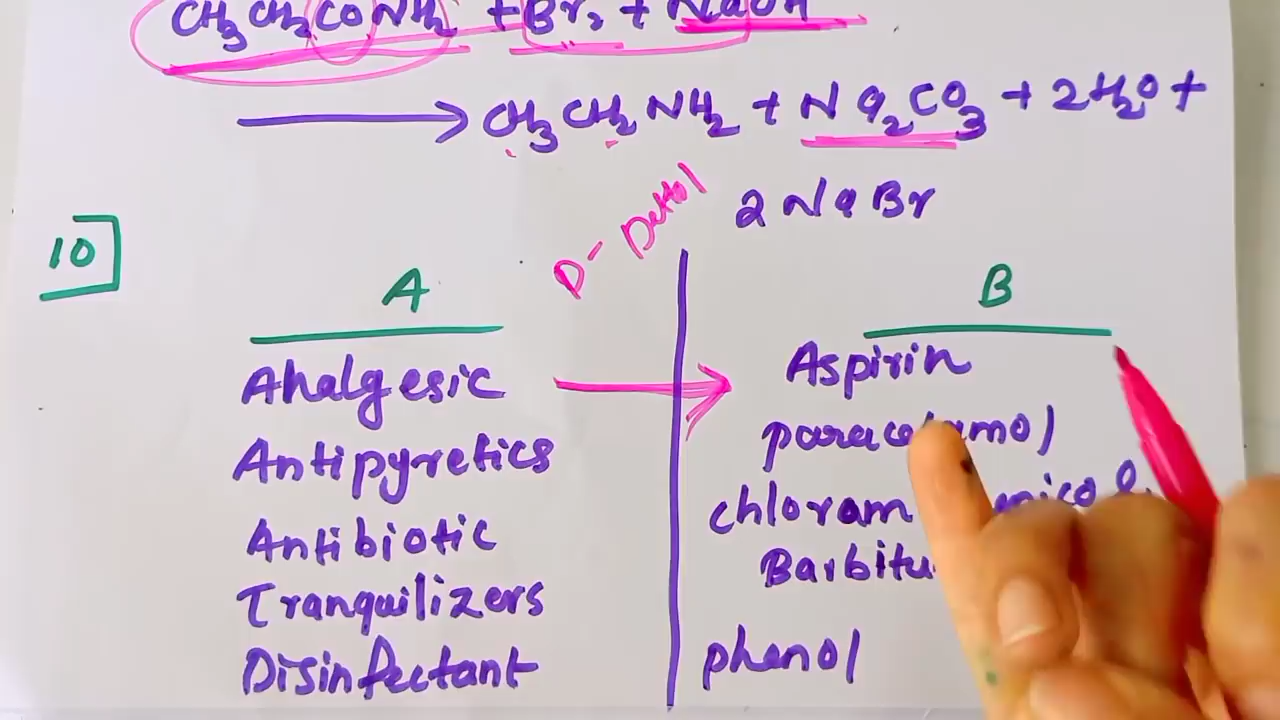 CH3CH2CONH2 + Br2 + NaOH
CH3CH2NH2 + Na2CO3 + 2H2O +
2NaBr
D- Dettol
10
A
B
Analgesic
Aspirin
Antipyretics
Antibiotic
Tranquilizers
Disinfectant
phenol